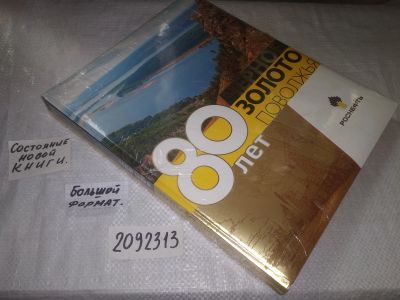 80
лет
ЗОЛОТО
ПОВОЛЖЬЯ
РОСНЕФТЬ
СОСТОЯНИЕ
НОВОЙ
КНИГИ.
БОЛЬШОЙ
ФОРМАТ.
2092313